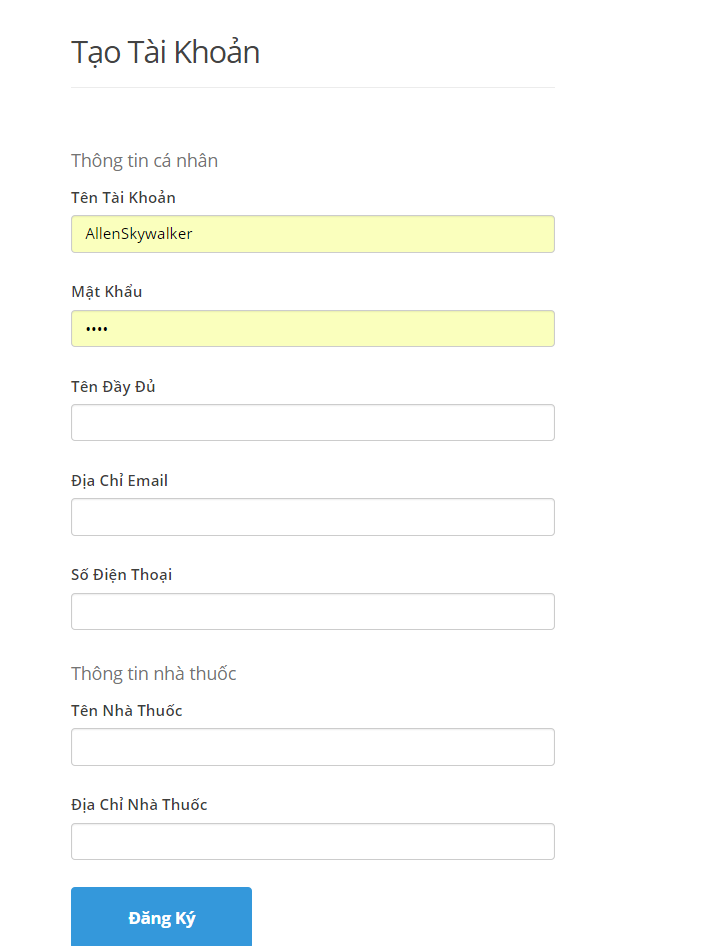 Tạo Tài Khoản
Thông tin cá nhân
Tên Tài Khoản
AllenSkywalker
Mật Khẩu
••••
Tên Đầy Đủ
Địa Chỉ Email
Số Điện Thoại
Thông tin nhà thuốc
Tên Nhà Thuốc
Địa Chỉ Nhà Thuốc
Đăng Ký